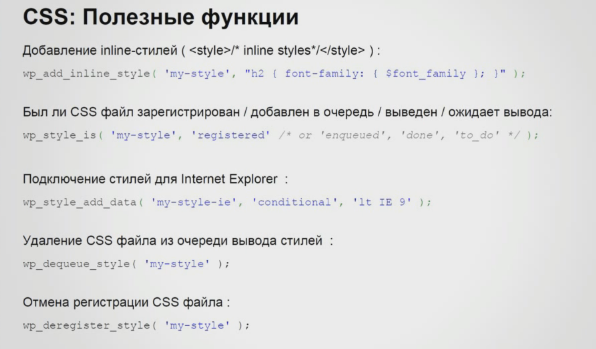 CSS: Полезные функции
Добавление inline-стилей ( <style>/* inline styles*/</style> ) :
wp_add_inline_style( 'my-style', "h2 { font-family: { $font_family }; }" );
Был ли CSS файл зарегистрирован / добавлен в очередь / выведен / ожидает вывода:
wp_style_is( 'my-style', 'registered' /* or 'enqueued', 'done', 'to_do' */ );
Подключение стилей для Internet Explorer :
wp_style_add_data( 'my-style-ie', 'conditional', 'lt IE 9' );
Удаление CSS файла из очереди вывода стилей :
wp_dequeue_style( 'my-style' );
Отмена регистрации CSS файла :
wp_deregister_style( 'my-style' );